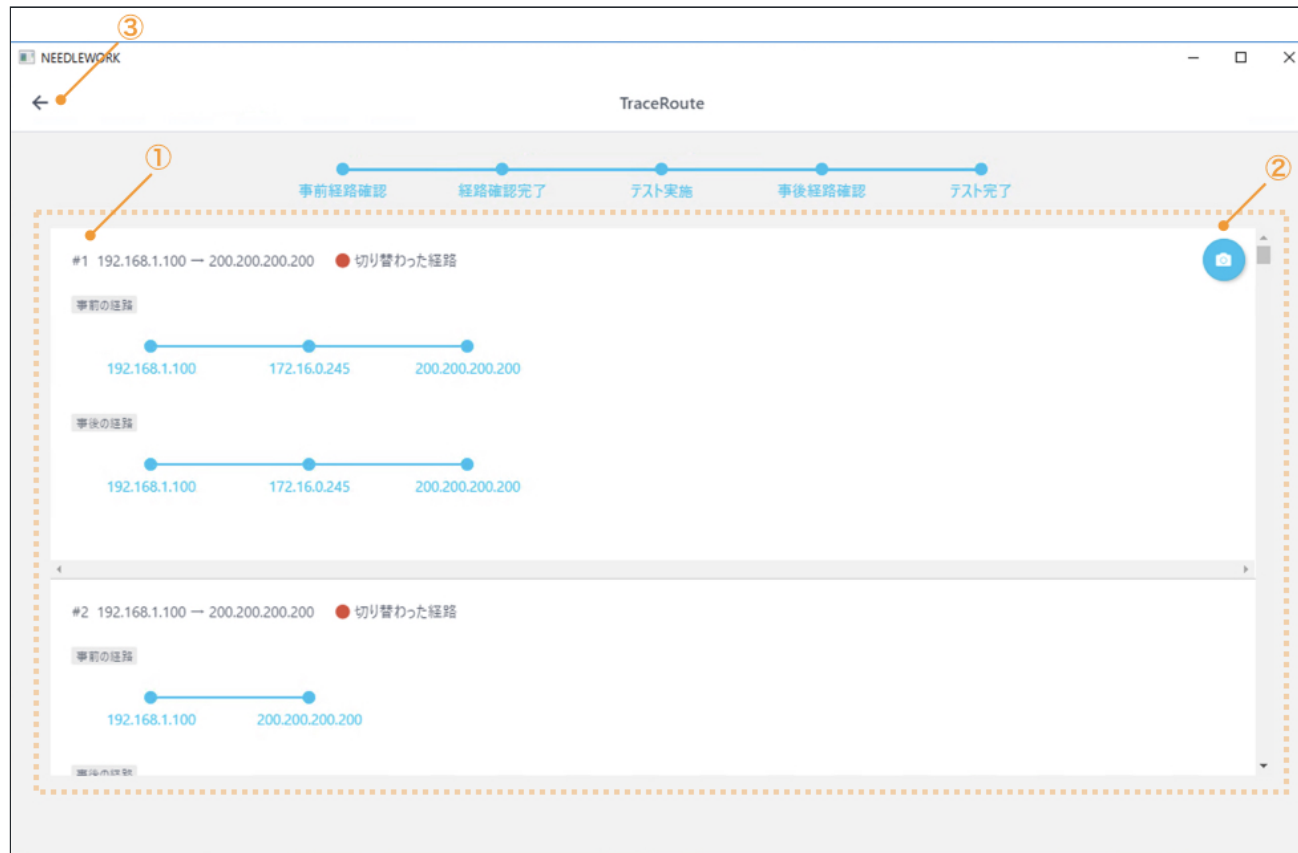 ③
NEEDLEWORK
TraceRoute
①
②
事前経路確認 経路確認完了 テスト実施 事後経路確認 テスト完了
#1 192.168.1.100 → 200.200.200.200 切り替わった経路
事前の経路
192.168.1.100 172.16.0.245 200.200.200.200
事後の経路
192.168.1.100 172.16.0.245 200.200.200.200
#2 192.168.1.100 → 200.200.200.200 切り替わった経路
事前の経路
192.168.1.100 200.200.200.200
事後の経路